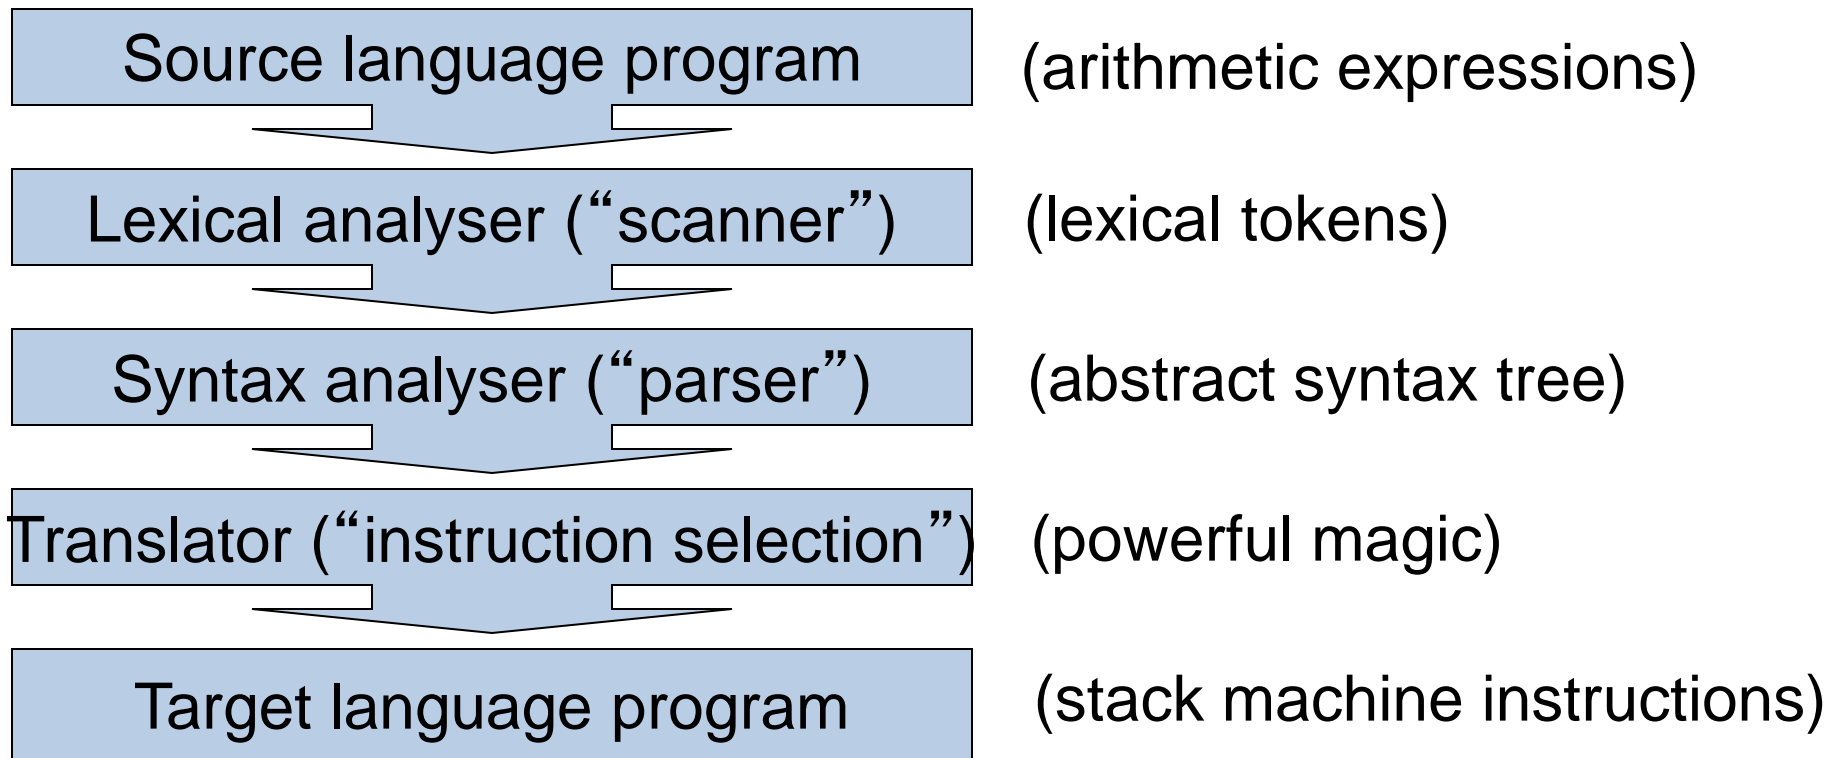 Source language program (arithmetic expressions)
Lexical analyser (“scanner”) (lexical tokens)
Syntax analyser (“parser”) (abstract syntax tree)
Translator (“instruction selection”) (powerful magic)
Target language program (stack machine instructions)